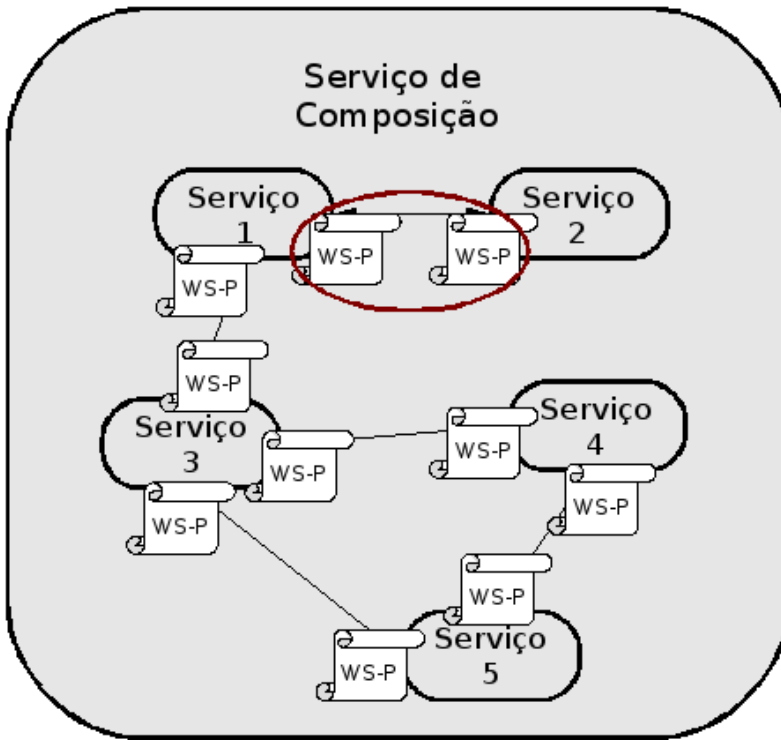 Serviço de
Composição
Serviço
1
Serviço
2
WS-P
WS-P
WS-P
WS-P
Serviço
3
Serviço
4
WS-P
WS-P
WS-P
WS-P
WS-P
Serviço
5
WS-P